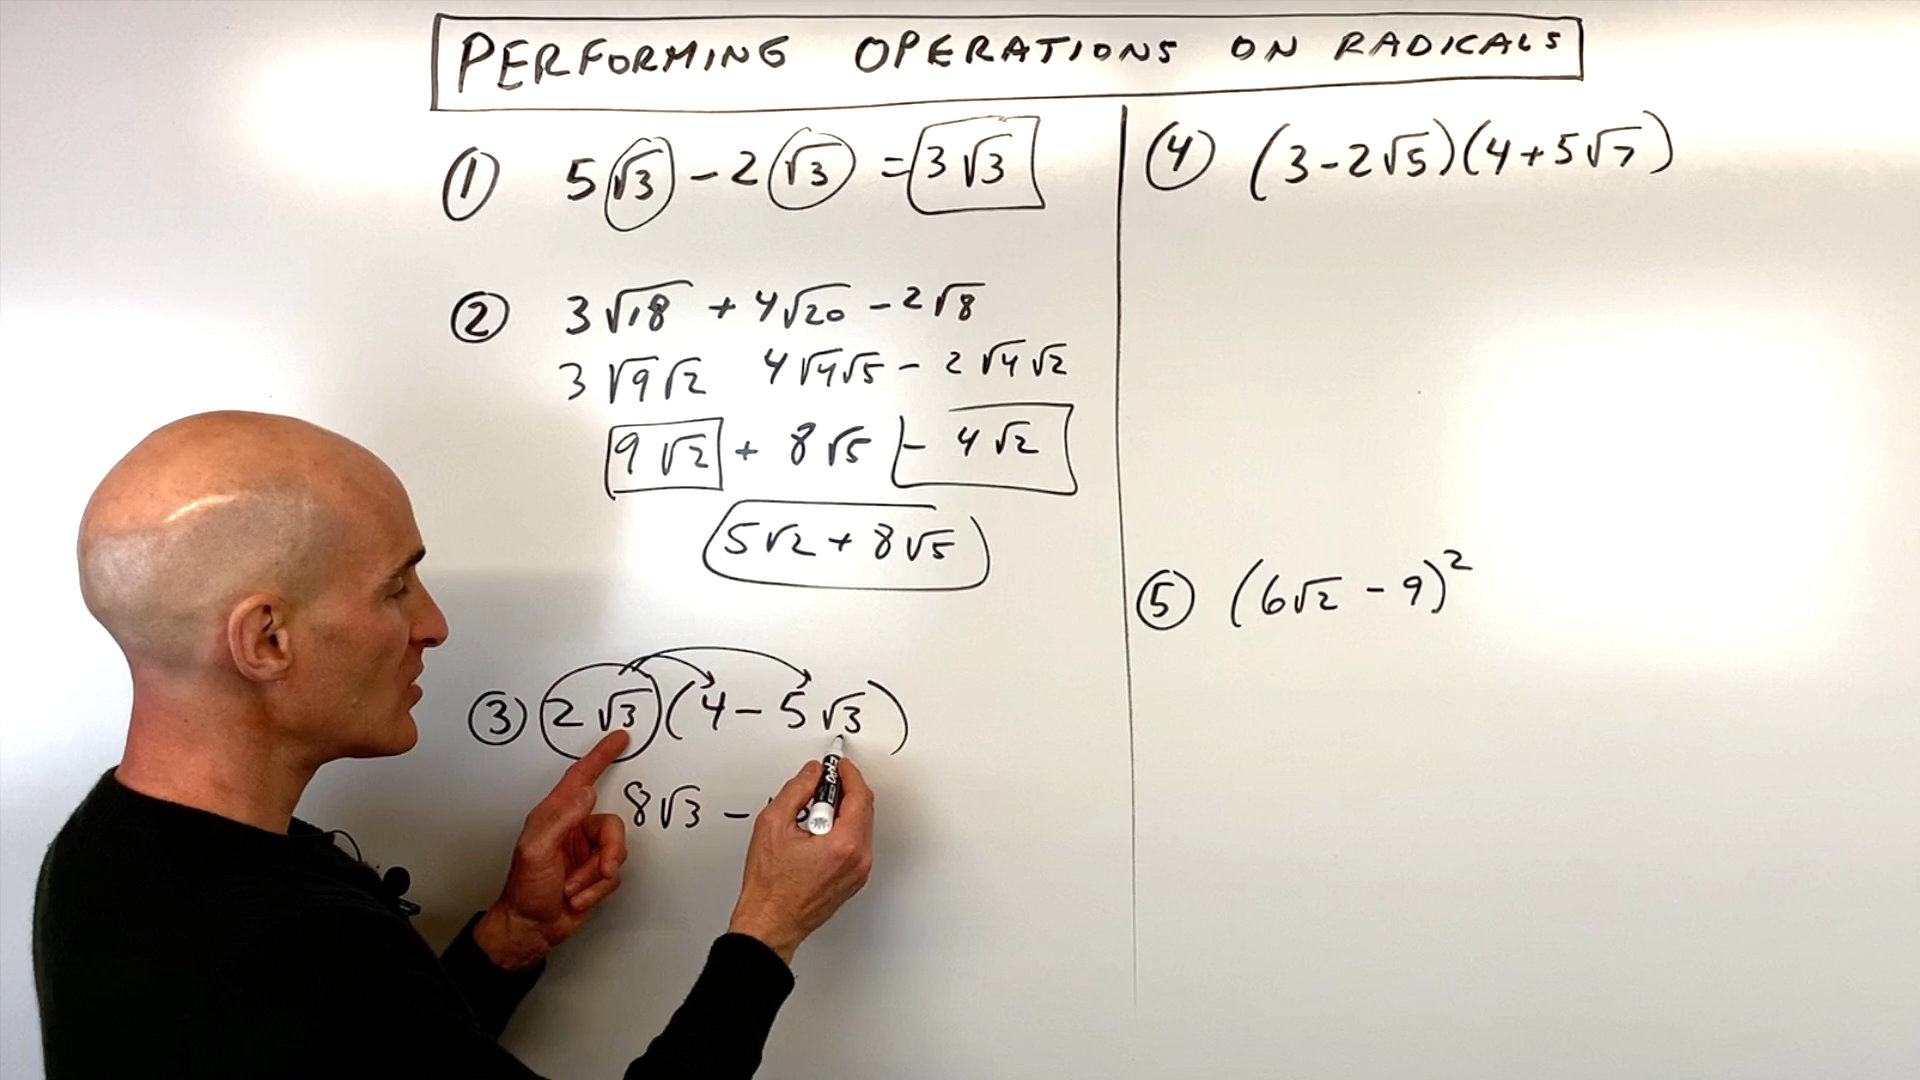 PERFORMING OPERATIONS ON RADICALS
① 5√3 - 2√3 = 3√3
② 3√18 + 4√20 - 2√8
3√9√2 4√4√5 - 2√4√2
9√2 + 8√5 - 4√2
5√2 + 8√5
③ 2√3(4 - 5√3)
8√3 -
④ (3 - 2√5)(4 + 5√7)
⑤ (6√2 - 9)²